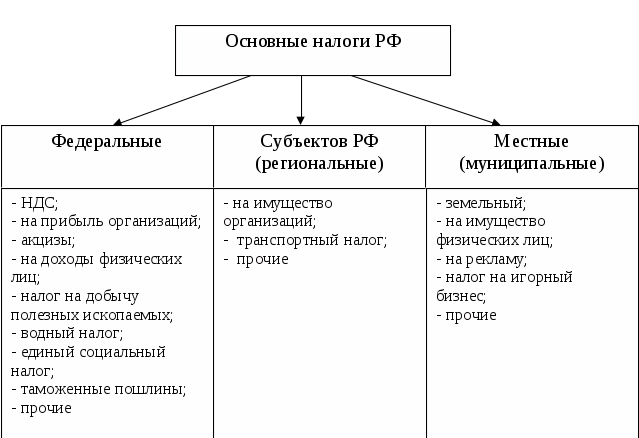 Основные налоги РФ
Федеральные
Субъектов РФ
(региональные)
Местные
(муниципальные)
- НДС;
- на прибыль организаций;
- акцизы;
- на доходы физических
лиц;
- налог на добычу
полезных ископаемых;
- водный налог;
- единый социальный
налог;
- таможенные пошлины;
- прочие
- на имущество
организаций;
- транспортный налог;
- прочие
- земельный;
- на имущество
физических лиц;
- на рекламу;
- налог на игорный
бизнес;
- прочие